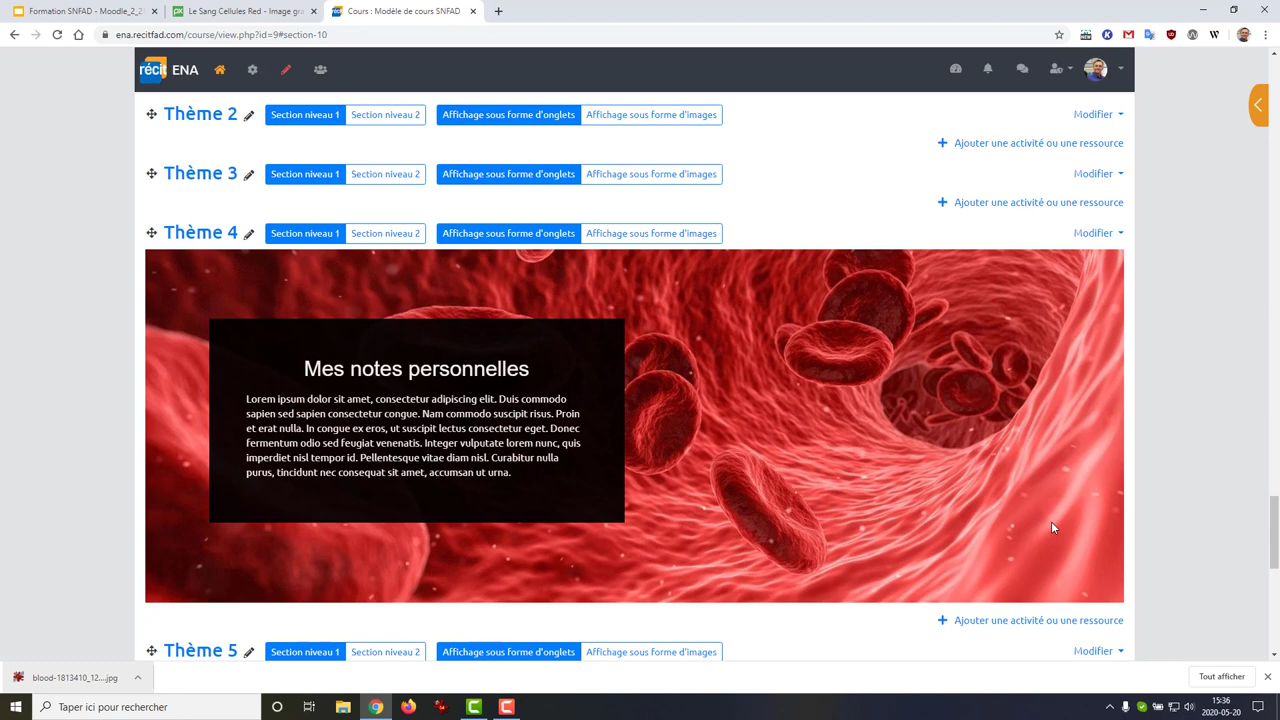 Formation SNFAD - Moodle_2_2
Le Sang Cellules Red - Image gra
Cours : Modèle de cours SNFAD
ena.recitfad.com/course/view.php?id=9#section-10
récit ENA
Thème 2 Section niveau 1 Section niveau 2 Affichage sous forme d'onglets Affichage sous forme d'images Modifier
Ajouter une activité ou une ressource
Thème 3 Section niveau 1 Section niveau 2 Affichage sous forme d'onglets Affichage sous forme d'images Modifier
Ajouter une activité ou une ressource
Thème 4 Section niveau 1 Section niveau 2 Affichage sous forme d'onglets Affichage sous forme d'images Modifier
Mes notes personnelles
Lorem ipsum dolor sit amet, consectetur adipiscing elit. Duis commodo
sapien sed sapien consectetur congue. Nam commodo suscipit risus. Proin
et erat nulla. In congue ex eros, ut suscipit lectus consectetur eget. Donec
fermentum odio sed feugiat venenatis. Integer vulputate lorem nunc, quis
imperdiet nisl tempor id. Pellentesque vitae diam nisl. Curabitur nulla
purus, tincidunt nec consequat sit amet, accumsan ut urna.
Ajouter une activité ou une ressource
Thème 5 Section niveau 1 Section niveau 2 Affichage sous forme d'onglets Affichage sous forme d'images Modifier
blood-1813410_12....jpg
Tout afficher
Taper ici pour rechercher
15:36
2020-05-20